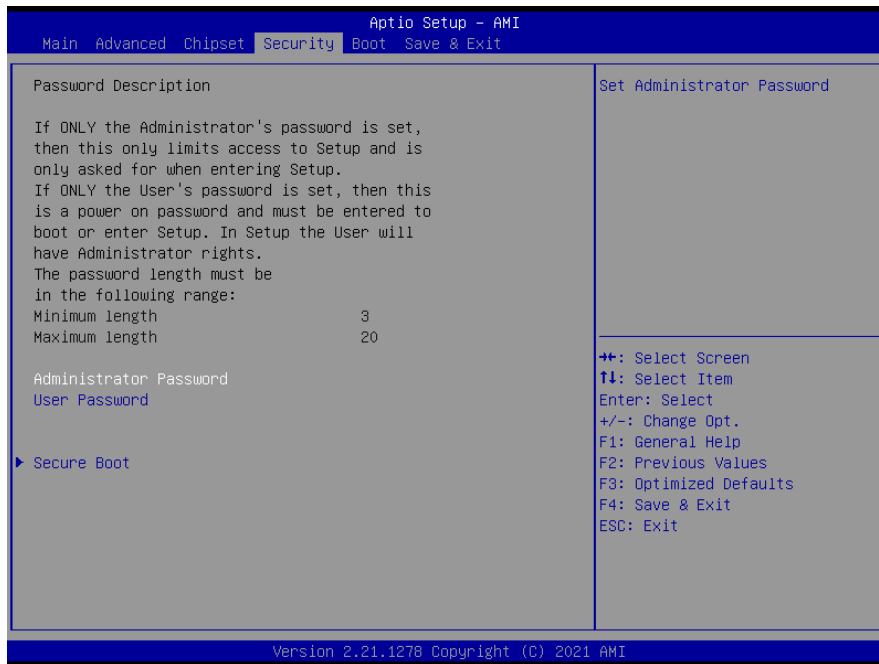 Aptio Setup – AMI
Main Advanced Chipset Security Boot Save & Exit
Password Description
If ONLY the Administrator's password is set,
then this only limits access to Setup and is
only asked for when entering Setup.
If ONLY the User's password is set, then this
is a power on password and must be entered to
boot or enter Setup. In Setup the User will
have Administrator rights.
The password length must be
in the following range:
Minimum length 3
Maximum length 20
Administrator Password
User Password
Secure Boot
Set Administrator Password
→←: Select Screen
↑↓: Select Item
Enter: Select
+/-: Change Opt.
F1: General Help
F2: Previous Values
F3: Optimized Defaults
F4: Save & Exit
ESC: Exit
Version 2.21.1278 Copyright (C) 2021 AMI